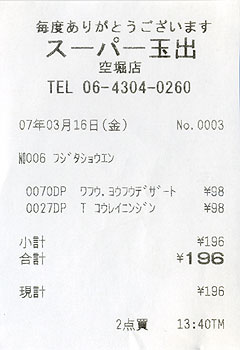 毎度ありがとうございます
スーパー玉出
空堀店
TEL 06-4304-0260
07年03月16日(金) No.0003
N0006 フジタショウエン
0070DP ワフウ.ヨウフウデザート ¥98
0027DP T コウレイニンジン ¥98
小計 ¥196
合計 ¥196
現計 ¥196
2点買 13:40TM